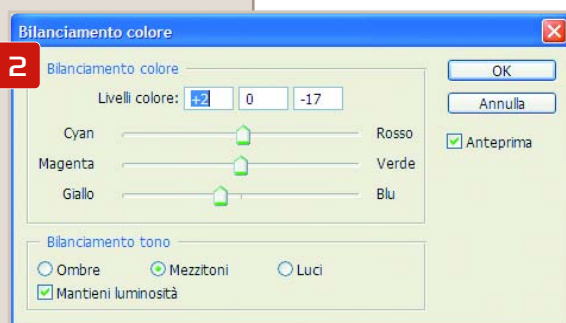 Bilanciamento colore
2
Bilanciamento colore
Livelli colore: +2 0 -17
Cyan Rosso
Magenta Verde
Giallo Blu
OK
Annulla
Anteprima
Bilanciamento tono
Ombre Mezzitoni Luci
Mantieni luminosità